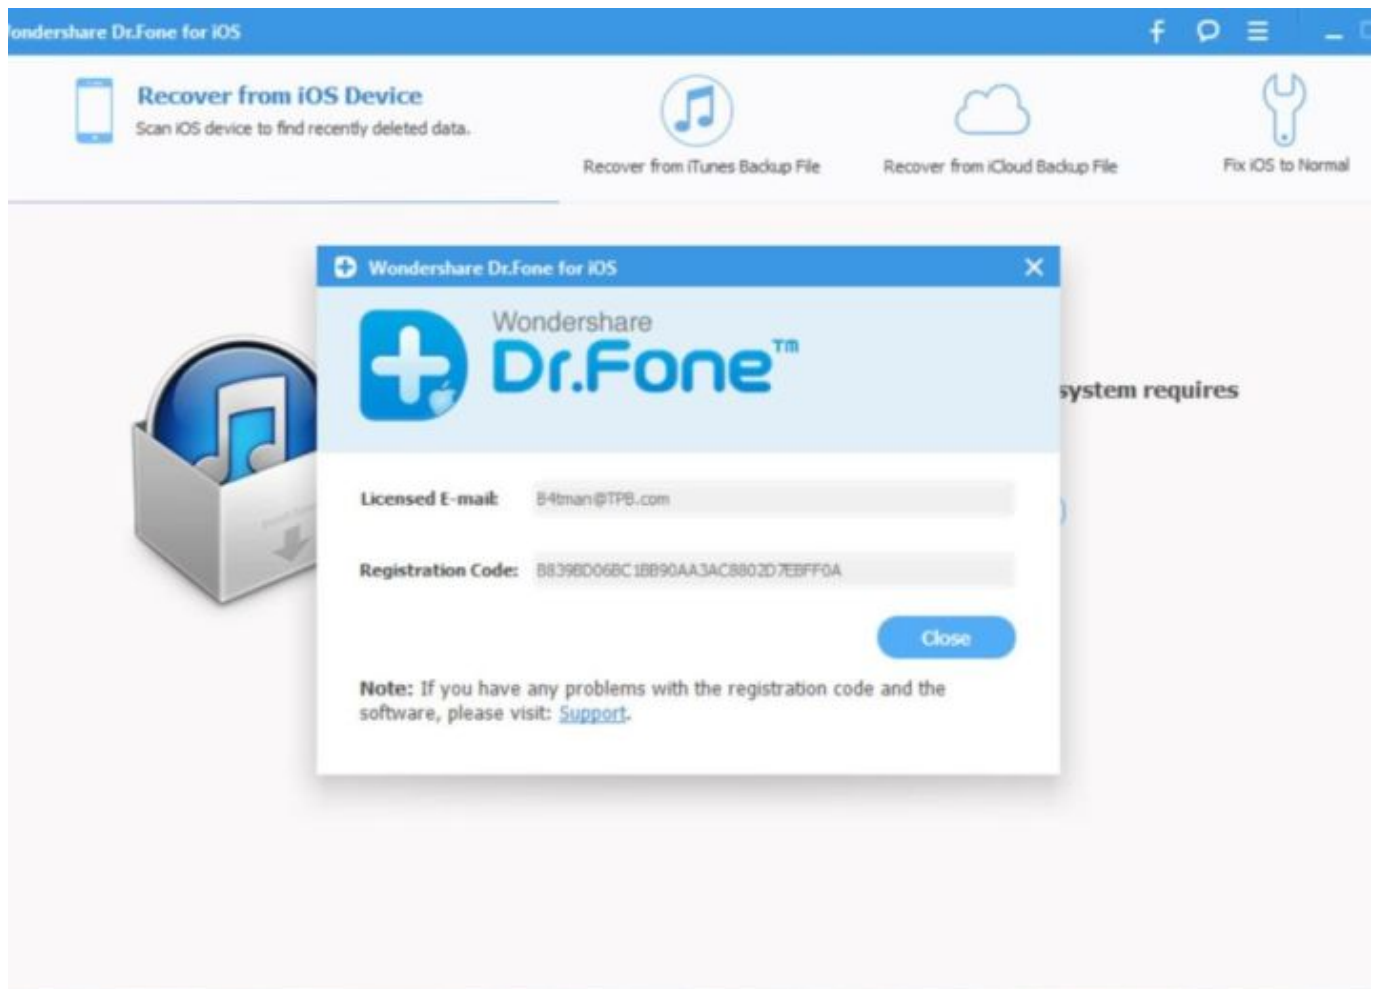 ondershare Dr.Fone for iOS
Recover from iOS Device
Scan iOS device to find recently deleted data.
Recover from iTunes Backup File
Recover from iCloud Backup File
Fix iOS to Normal
Wondershare Dr.Fone for iOS
Wondershare
Dr.Fone™
system requires
Licensed E-mail:
B4tman@TPB.com
Registration Code:
B839BD06BC1BB90AA3AC8802D7EBFF0A
Close
Note: If you have any problems with the registration code and the
software, please visit: Support.